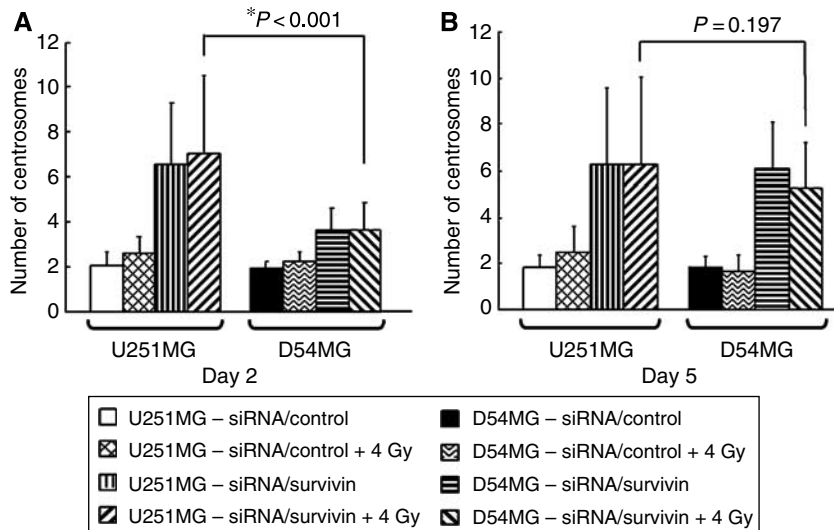 A
*P < 0.001
Number of centrosomes
12
10
8
6
4
2
0
U251MG
D54MG
Day 2
B
P = 0.197
Number of centrosomes
12
10
8
6
4
2
0
U251MG
D54MG
Day 5
U251MG – siRNA/control
U251MG – siRNA/control + 4 Gy
U251MG – siRNA/survivin
U251MG – siRNA/survivin + 4 Gy
D54MG – siRNA/control
D54MG – siRNA/control + 4 Gy
D54MG – siRNA/survivin
D54MG – siRNA/survivin + 4 Gy